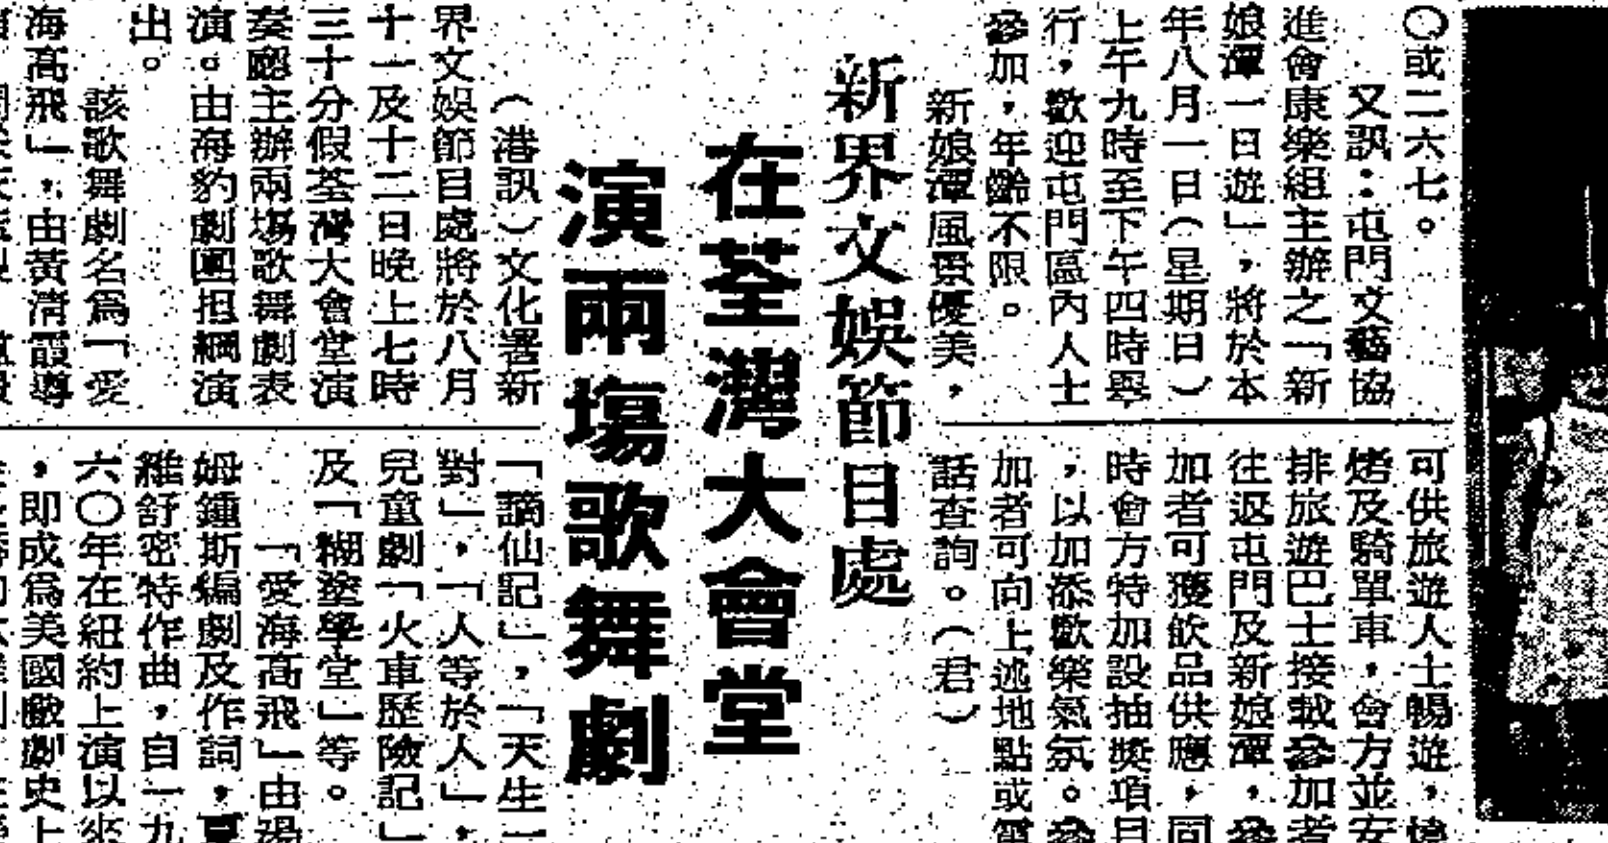 〇或二六七。
又訊：屯門文藝協
進會康樂組主辦之「新
娘潭一日遊」，將於本
年八月一日（星期日）
上午九時至下午四時舉
行，歡迎屯門區內人士
參加，年齡不限。
新娘潭風景優美，
可供旅遊人士暢遊，
烤及騎單車，會方並安
排旅遊巴士接載參加者
往返屯門及新娘潭，參
加者可獲飲品供應，同
時會方特加設抽獎項目
，以加添歡樂氣氛。參
加者可向上述地點或電
話查詢。（君）
新界文娛節目處
在荃灣大會堂
演兩塲歌舞劇
（港訊）文化署新
界文娛節目處將於八月
十一及十二日晚上七時
三十分假荃灣大會堂演
奏廳主辦兩塲歌舞劇表
演。由海豹劇團担綱演
出。
該歌舞劇名爲「愛
海高飛」，由黃清霞導
「謫仙記」，「天生一
對」，「人等於人」，
兒童劇「火車歷險記」
及「糊塗學堂」等。
「愛海高飛」由湯
姆鍾斯編劇及作詞，夏
維舒密特作曲，自一九
六〇年在紐約上演以來
，即成爲美國戲劇史上